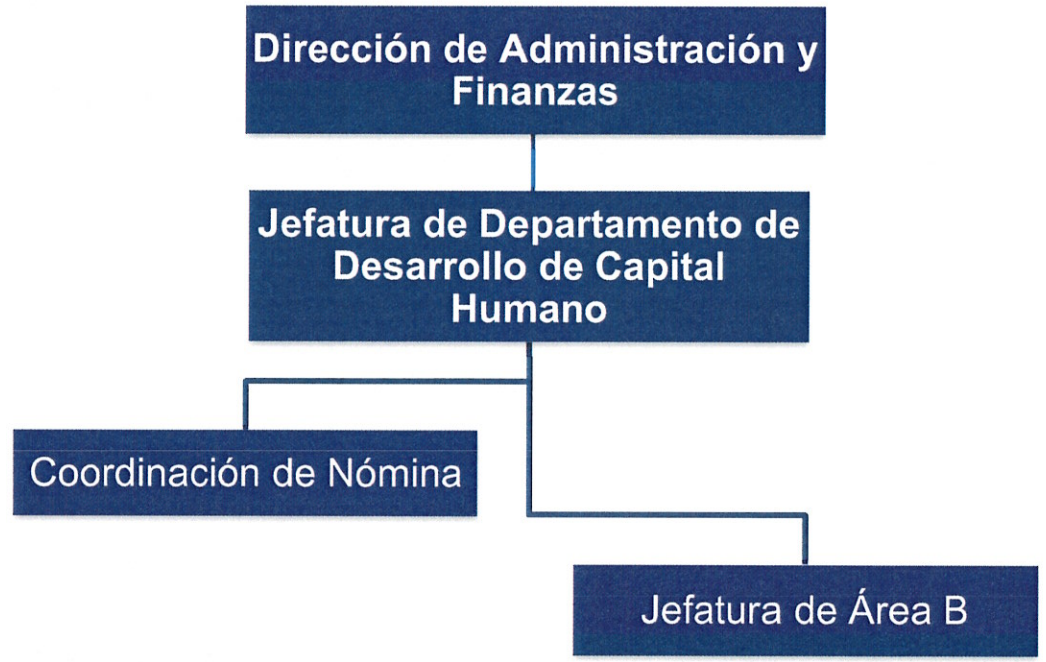 Dirección de Administración y
Finanzas
Jefatura de Departamento de
Desarrollo de Capital
Humano
Coordinación de Nómina
Jefatura de Área B